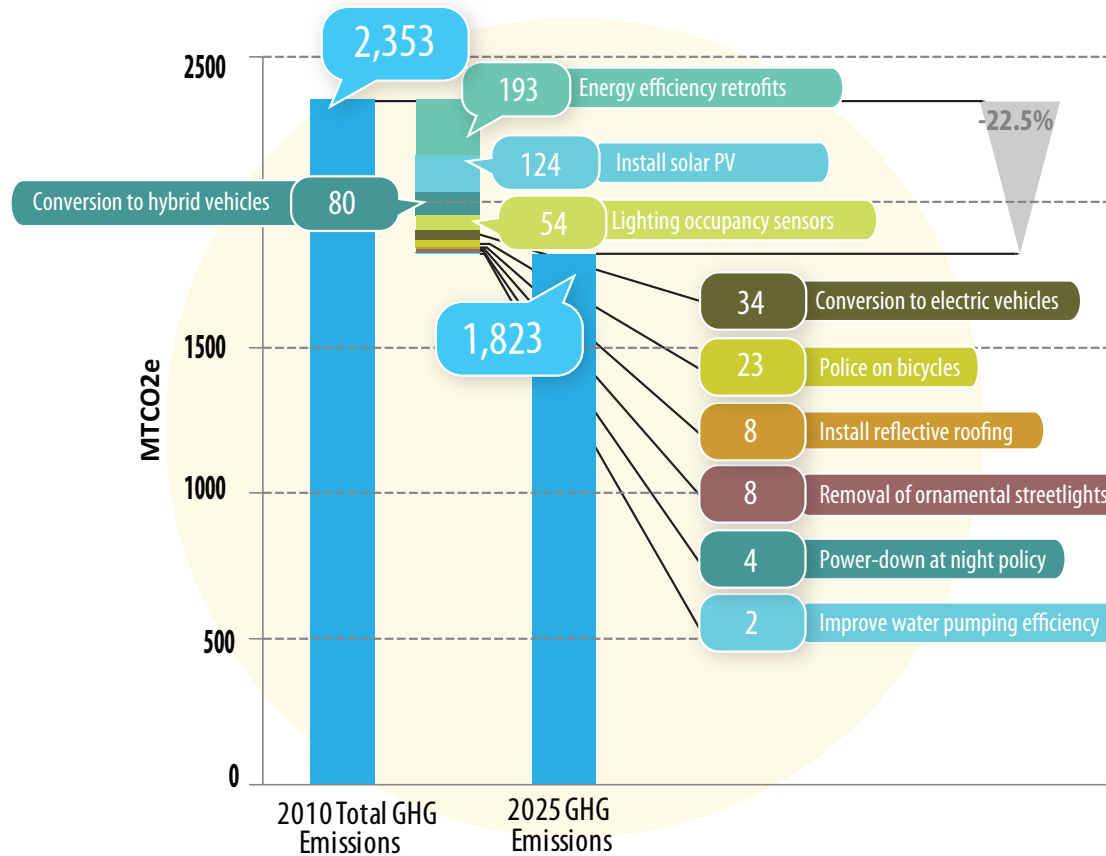 2,353
2500
193 Energy efficiency retrofits
-22.5%
124 Install solar PV
Conversion to hybrid vehicles 80
54 Lighting occupancy sensors
34 Conversion to electric vehicles
1,823
1500
23 Police on bicycles
MTCO2e
8 Install reflective roofing
1000
8 Removal of ornamental streetlights
4 Power-down at night policy
500
2 Improve water pumping efficiency
0
2010 Total GHG
Emissions
2025 GHG
Emissions